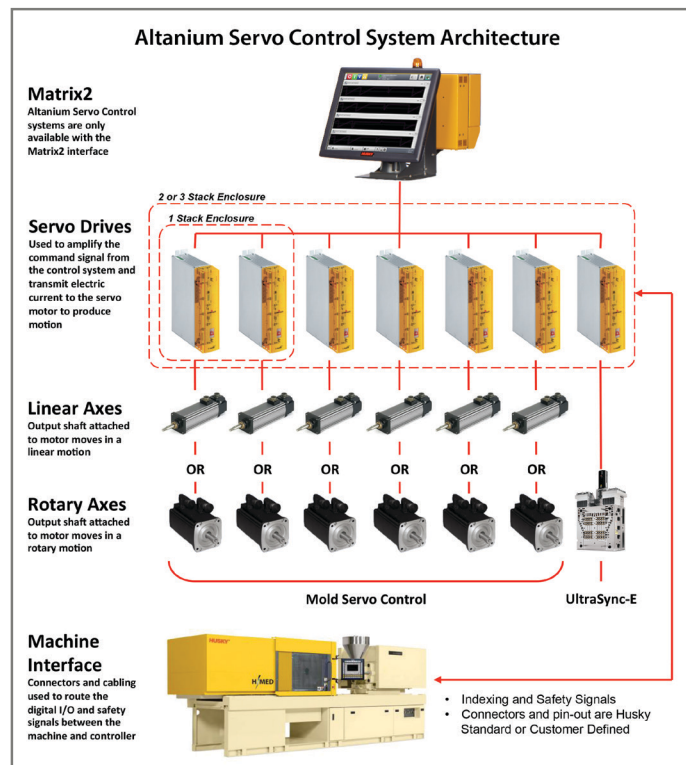 Altanium Servo Control System Architecture
Matrix2
Altanium Servo Control
systems are only
available with the
Matrix2 interface
2 or 3 Stack Enclosure
1 Stack Enclosure
Servo Drives
Used to amplify the
command signal from
the control system and
transmit electric
current to the servo
motor to produce
motion
Linear Axes
Output shaft attached
to motor moves in a
linear motion
OR OR OR OR OR OR
Rotary Axes
Output shaft attached
to motor moves in a
rotary motion
Mold Servo Control
UltraSync-E
Machine
Interface
Connectors and cabling
used to route the
digital I/O and safety
signals between the
machine and controller
HUSKY
• Indexing and Safety Signals
• Connectors and pin-out are Husky
Standard or Customer Defined